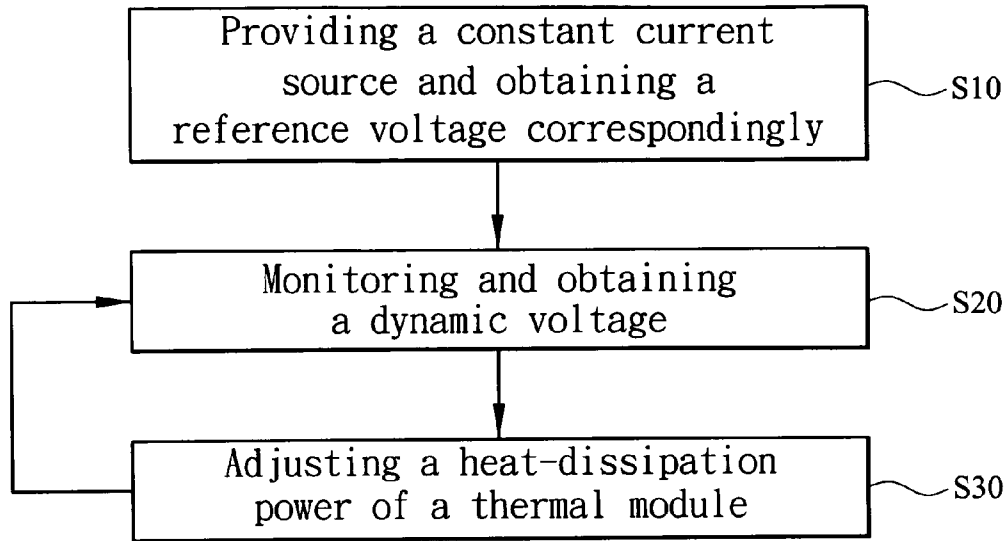 Providing a constant current
source and obtaining a
reference voltage correspondingly
S10
Monitoring and obtaining
a dynamic voltage
S20
Adjusting a heat-dissipation
power of a thermal module
S30